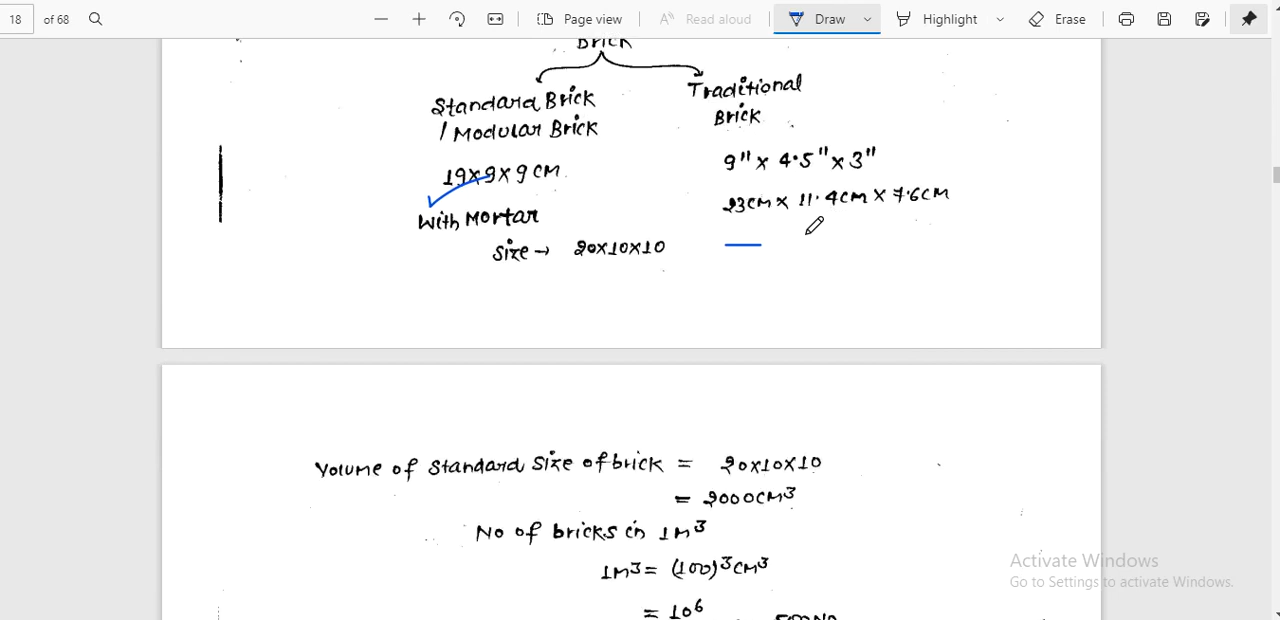 18 of 68 Page view Read aloud Draw Highlight Erase
Brick
Standard Brick
/ Modular Brick
Traditional
Brick
19x9x9 CM
9" x 4.5" x 3"
23CM x 11.4CM x 7.6CM
With Mortar
Size → 20x10x10
Volume of Standard Size of brick = 20x10x10
= 2000CM³
No of bricks in 1M³
1M³ = (100)³CM³
= 10⁶
Activate Windows
Go to Settings to activate Windows.